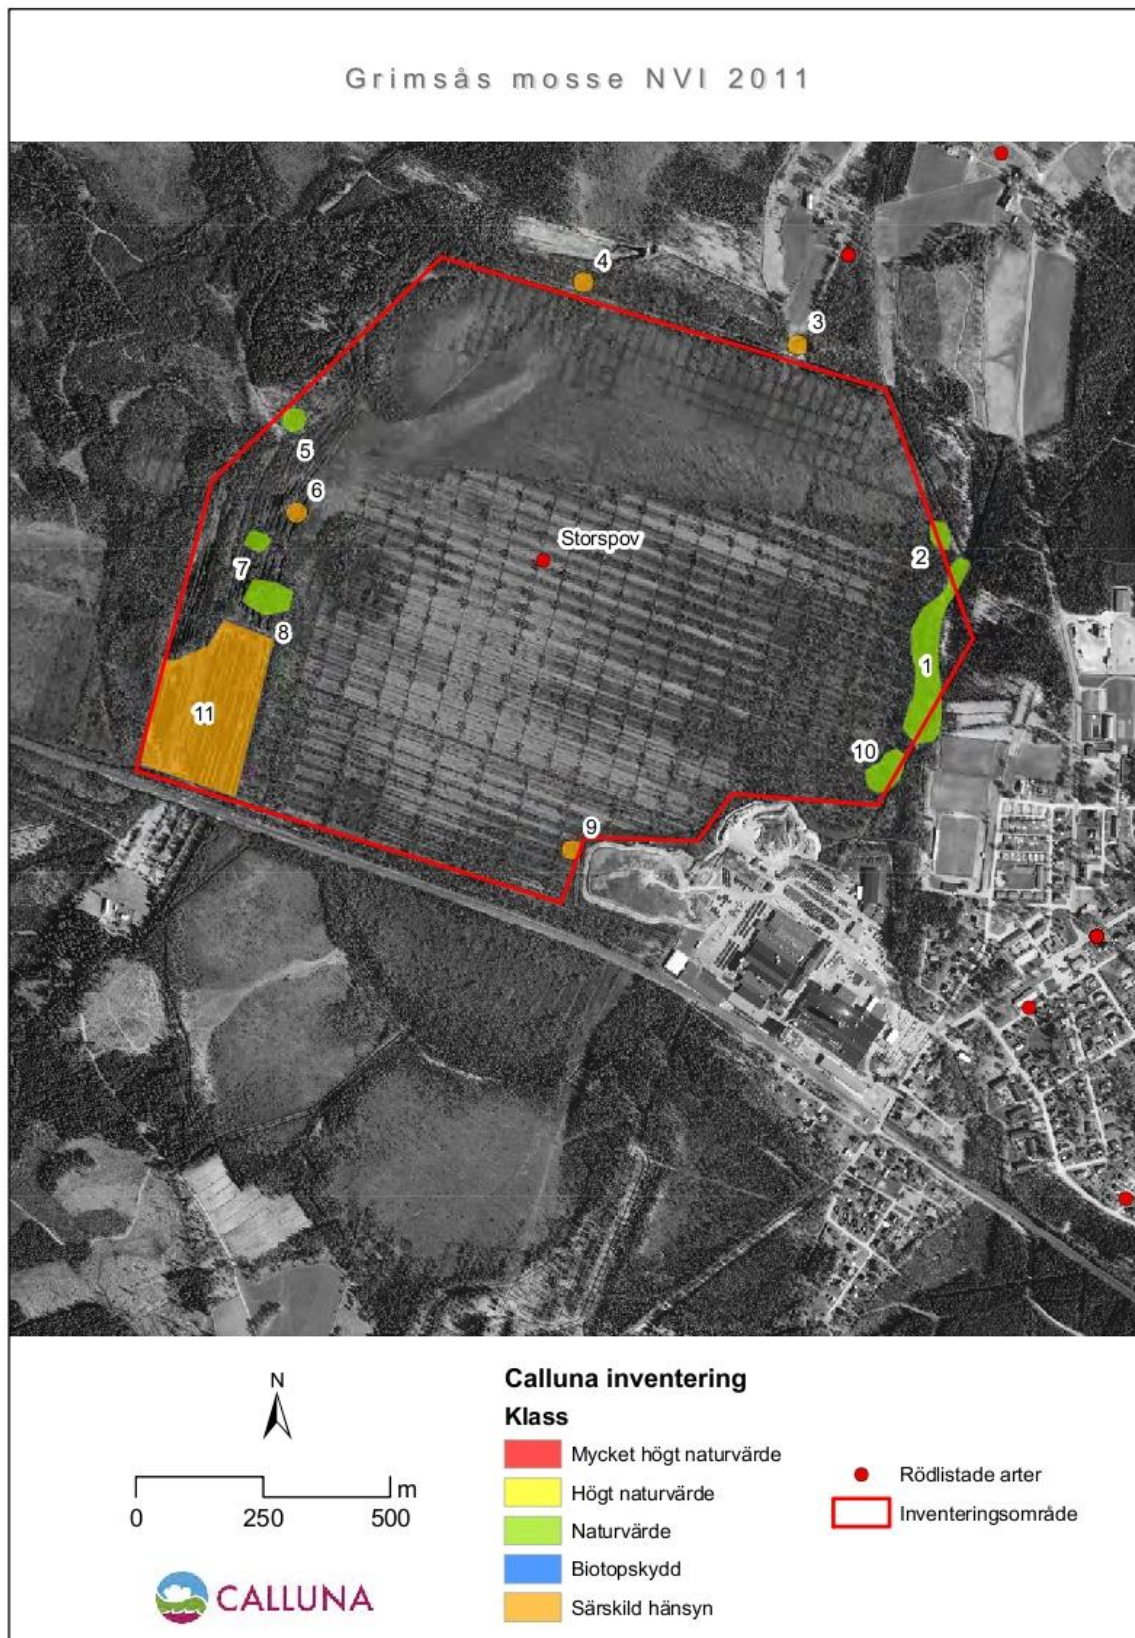 Grimsås mosse NVI 2011
4
3
5
6
Storspov
2
7
8
1
11
10
9
N
m
0 250 500
CALLUNA
Calluna inventering
Klass
Mycket högt naturvärde
Högt naturvärde
Naturvärde
Biotopskydd
Särskild hänsyn
Rödlistade arter
Inventeringsområde